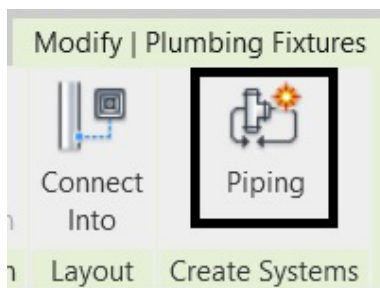 Modify | Plumbing Fixtures
Connect
Into
Piping
Layout
Create Systems